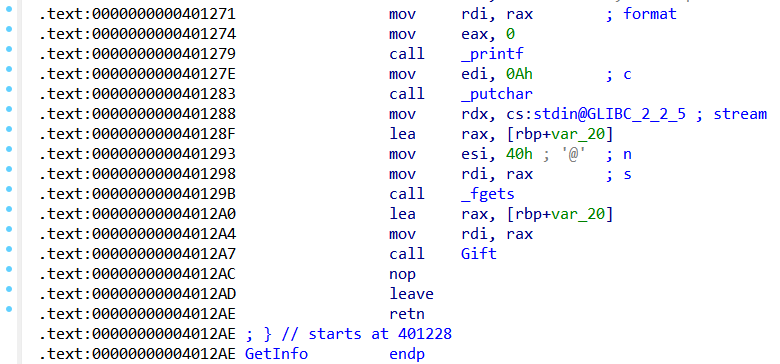 .text:0000000000401271 mov rdi, rax ; format
.text:0000000000401274 mov eax, 0
.text:0000000000401279 call _printf
.text:000000000040127E mov edi, 0Ah ; c
.text:0000000000401283 call _putchar
.text:0000000000401288 mov rdx, cs:stdin@GLIBC_2_2_5 ; stream
.text:000000000040128F lea rax, [rbp+var_20]
.text:0000000000401293 mov esi, 40h ; '@' ; n
.text:0000000000401298 mov rdi, rax ; s
.text:000000000040129B call _fgets
.text:00000000004012A0 lea rax, [rbp+var_20]
.text:00000000004012A4 mov rdi, rax
.text:00000000004012A7 call Gift
.text:00000000004012AC nop
.text:00000000004012AD leave
.text:00000000004012AE retn
.text:00000000004012AE ; } // starts at 401228
.text:00000000004012AE GetInfo endp